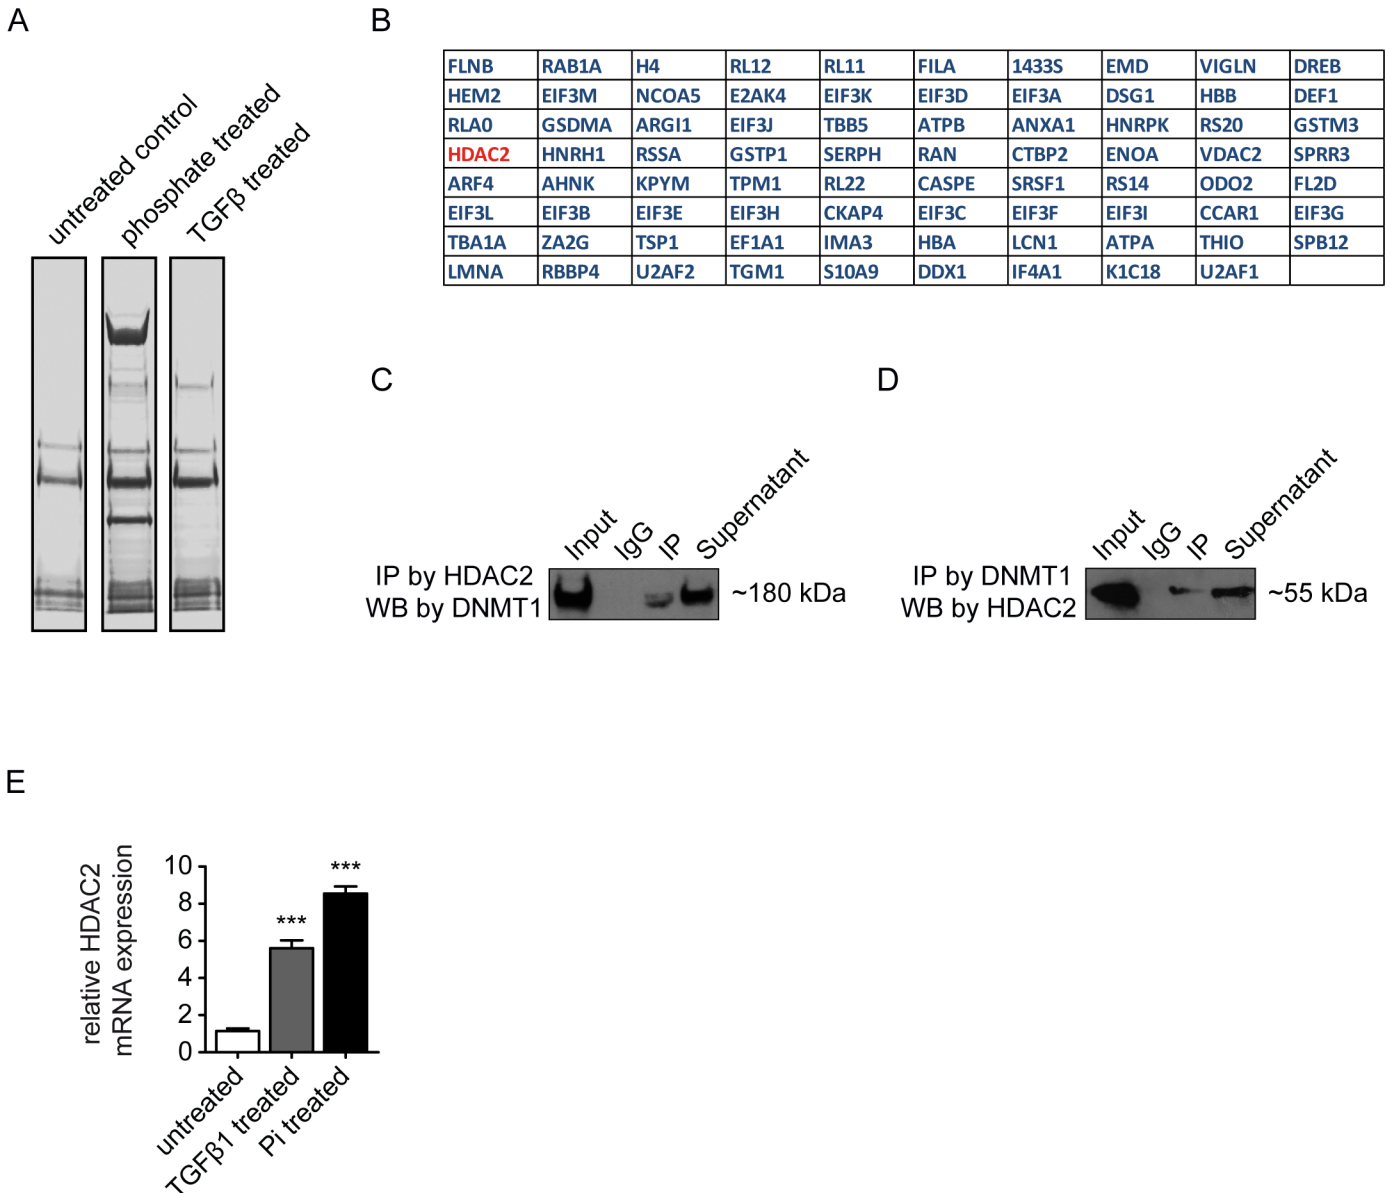 A
untreated control
phosphate treated
TGFβ treated
B
FLNB RAB1A H4 RL12 RL11 FILA 1433S EMD VIGLN DREB
HEM2 EIF3M NCOA5 E2AK4 EIF3K EIF3D EIF3A DSG1 HBB DEF1
RLA0 GSDMA ARGI1 EIF3J TBB5 ATPB ANXA1 HNRPK RS20 GSTM3
HDAC2 HNRH1 RSSA GSTP1 SERPH RAN CTBP2 ENOA VDAC2 SPRR3
ARF4 AHNK KPYM TPM1 RL22 CASPE SRSF1 RS14 ODO2 FL2D
EIF3L EIF3B EIF3E EIF3H CKAP4 EIF3C EIF3F EIF3I CCAR1 EIF3G
TBA1A ZA2G TSP1 EF1A1 IMA3 HBA LCN1 ATPA THIO SPB12
LMNA RBBP4 U2AF2 TGM1 S10A9 DDX1 IF4A1 K1C18 U2AF1
C
Input
IgG
IP
Supernatant
IP by HDAC2
WB by DNMT1
~180 kDa
D
Input
IgG
IP
Supernatant
IP by DNMT1
WB by HDAC2
~55 kDa
E
relative HDAC2
mRNA expression
10
8
6
4
2
0
***
***
untreated
TGFβ1 treated
Pi treated